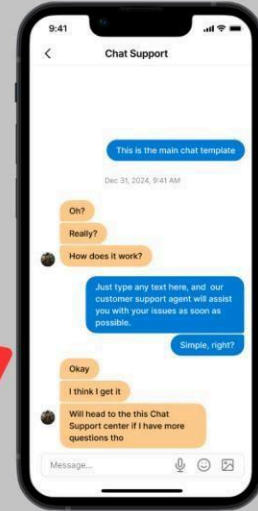 9:41
Chat Support
This is the main chat template
Dec 31, 2024, 9:41 AM
Oh?
Really?
How does it work?
Just type any text here, and our
customer support agent will assist
you with your issues as soon as
possible.
Simple, right?
Okay
I think I get it
Will head to the this Chat
Support center if I have more
questions tho
Message...